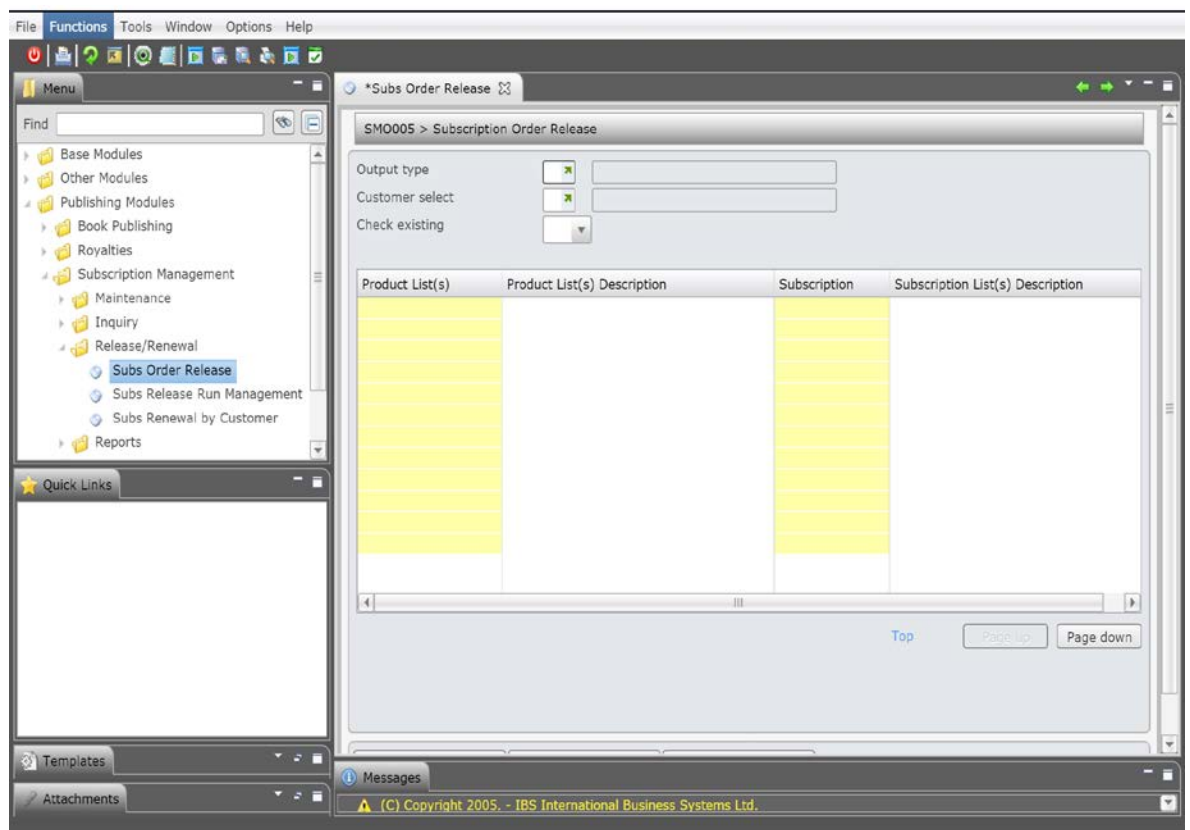 File Functions Tools Window Options Help
Menu
Find
Base Modules
Other Modules
Publishing Modules
Book Publishing
Royalties
Subscription Management
Maintenance
Inquiry
Release/Renewal
Subs Order Release
Subs Release Run Management
Subs Renewal by Customer
Reports
Quick Links
Templates
Attachments
*Subs Order Release
SMO005 > Subscription Order Release
Output type
Customer select
Check existing
Product List(s) Product List(s) Description Subscription Subscription List(s) Description
Top Page up Page down
Messages
(C) Copyright 2005. - IBS International Business Systems Ltd.